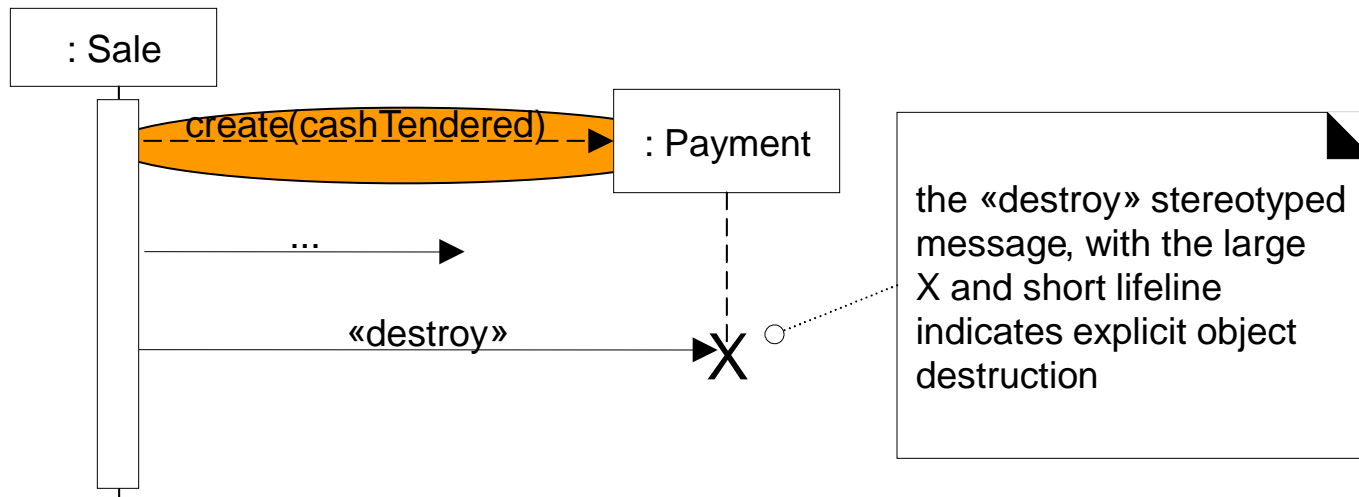 : Sale
create(cashTendered)
: Payment
...
«destroy»
X
the «destroy» stereotyped
message, with the large
X and short lifeline
indicates explicit object
destruction